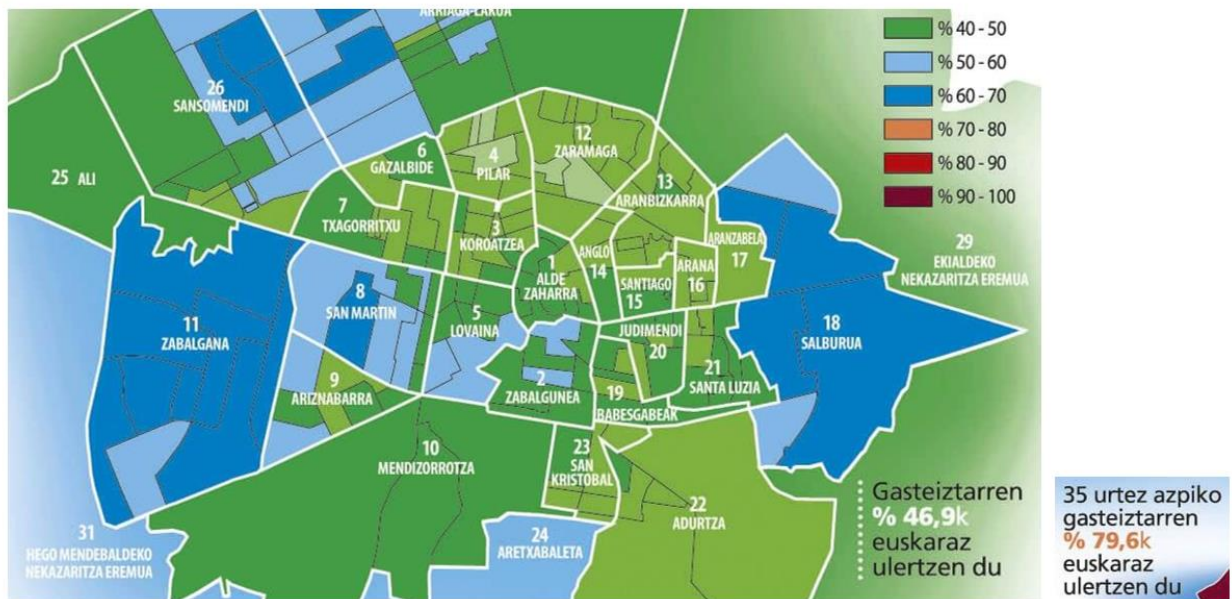 ARRIAGA-LAKUA
% 40 - 50
% 50 - 60
% 60 - 70
% 70 - 80
% 80 - 90
% 90 - 100
26
SANSOMENDI
25 ALI
6
GAZALBIDE
4
PILAR
12
ZARAMAGA
13
ARANBIZKARRA
7
TXAGORRITXU
3
KOROATZEA
1
ALDE
ZAHARRA
ANGLO
14
SANTIAGO
15
ARANA
16
ARANZABELA
17
29
EKIALDEKO
NEKAZARITZA EREMUA
8
SAN MARTIN
5
LOVAINA
11
ZABALGANA
18
SALBURUA
JUDIMENDI
20
21
SANTA LUZIA
9
ARIZNABARRA
2
ZABALGUNEA
19
BABESGABEAK
10
MENDIZORROTZA
23
SAN
KRISTOBAL
22
ADURTZA
24
ARETXABALETA
31
HEGO MENDEBALDEKO
NEKAZARITZA EREMUA
Gasteiztarren
% 46,9k
euskaraz
ulertzen du
35 urtez azpiko
gasteiztarren
% 79,6k
euskaraz
ulertzen du